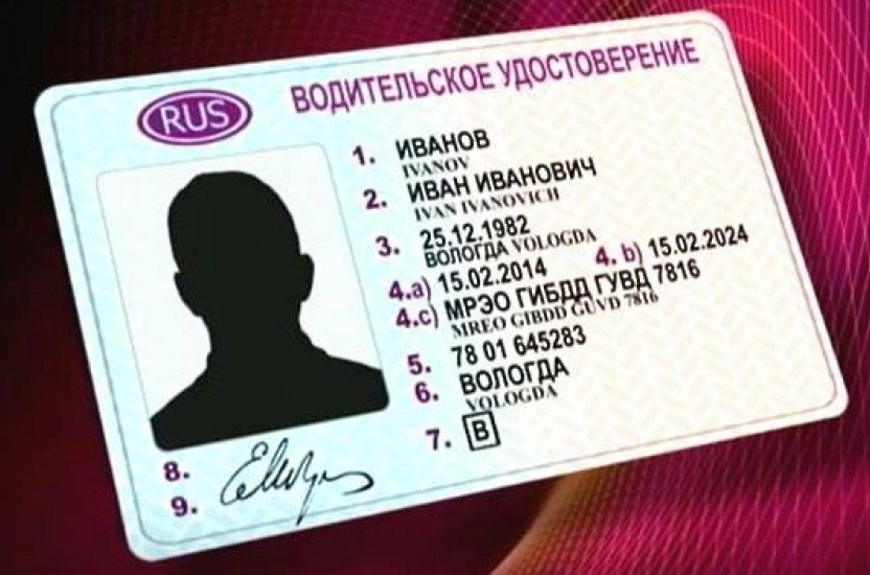 RUS ВОДИТЕЛЬСКОЕ УДОСТОВЕРЕНИЕ
1. ИВАНОВ
IVANOV
2. ИВАН ИВАНОВИЧ
IVAN IVANOVICH
3. 25.12.1982
ВОЛОГДА VOLOGDA
4.a) 15.02.2014 4. b) 15.02.2024
4.c) МРЭО ГИБДД ГУВД 7816
MREO GIBDD GUVD 7816
5. 78 01 645283
6. ВОЛОГДА
VOLOGDA
7. B
8.
9.